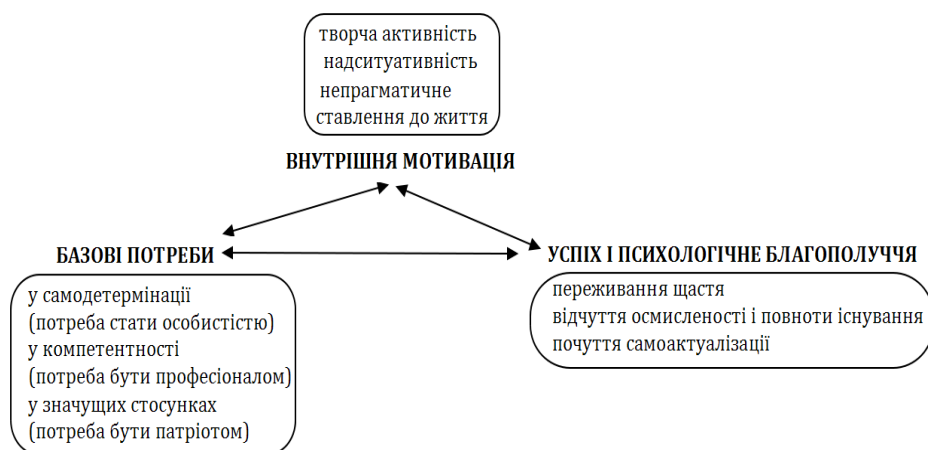 творча активність
надситуативність
непрагматичне
ставлення до життя
ВНУТРІШНЯ МОТИВАЦІЯ
БАЗОВІ ПОТРЕБИ
у самодетермінації
(потреба стати особистістю)
у компетентності
(потреба бути професіоналом)
у значущих стосунках
(потреба бути патріотом)
УСПІХ І ПСИХОЛОГІЧНЕ БЛАГОПОЛУЧЧЯ
переживання щастя
відчуття осмисленості і повноти існування
почуття самоактуалізації